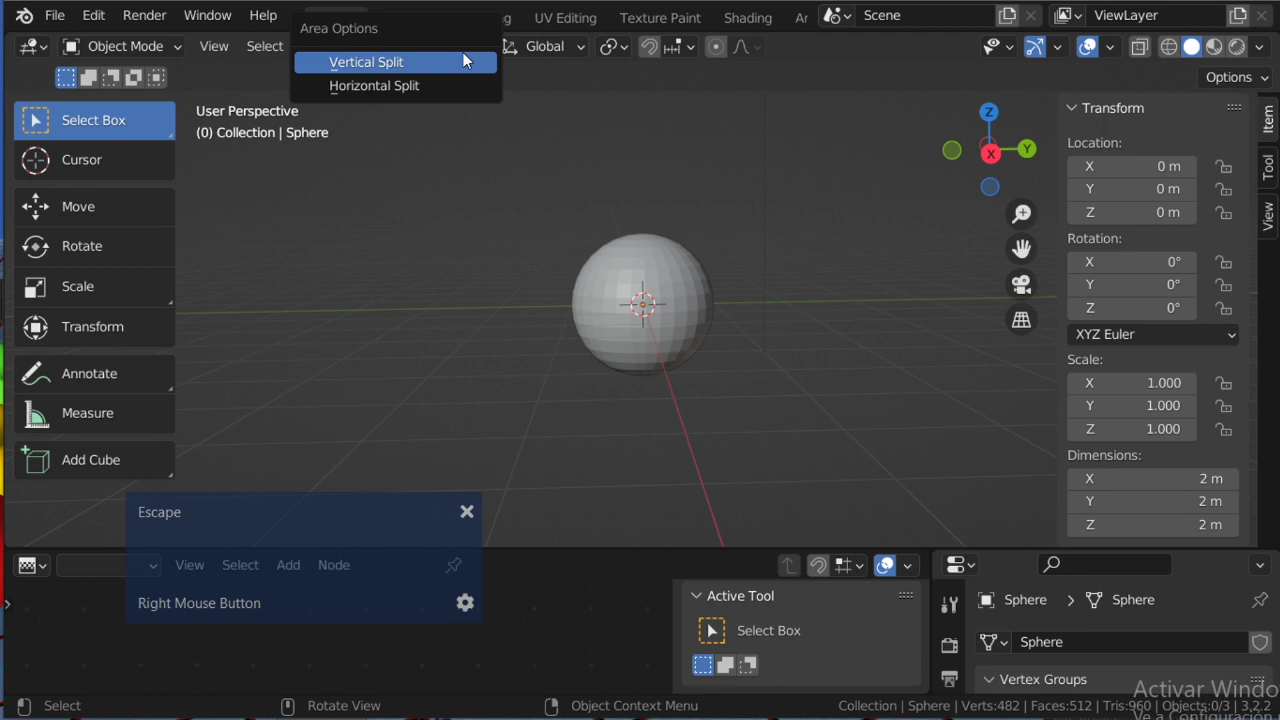 File Edit Render Window Help
Area Options
Vertical Split
Horizontal Split
UV Editing Texture Paint Shading
Scene
ViewLayer
Object Mode View Select
Global
Options
Select Box
Cursor
Move
Rotate
Scale
Transform
Annotate
Measure
Add Cube
User Perspective
(0) Collection | Sphere
Z
Y
X
Transform
Location:
X 0 m
Y 0 m
Z 0 m
Rotation:
X 0°
Y 0°
Z 0°
XYZ Euler
Scale:
X 1.000
Y 1.000
Z 1.000
Dimensions:
X 2 m
Y 2 m
Z 2 m
Item
Tool
View
Escape
View Select Add Node
Right Mouse Button
Active Tool
Select Box
Sphere > Sphere
Sphere
Vertex Groups
Activar Windo
Select
Rotate View
Object Context Menu
Collection | Sphere | Verts:482 | Faces:512 | Tris:960 | Objects:0/3 | 3.2.2